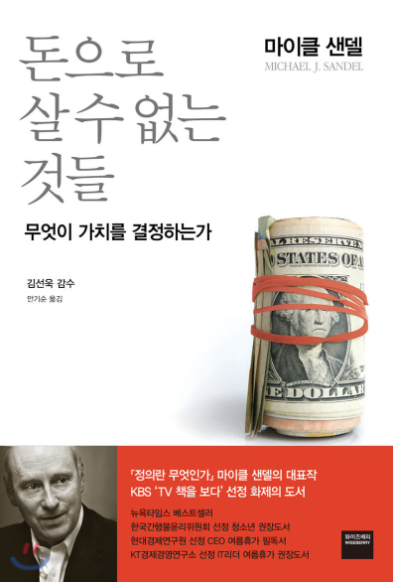 돈으로
살 수 없는
것들
마이클 샌델
MICHAEL J. SANDEL
무엇이 가치를 결정하는가
김선욱 감수
안기순 옮김
L RESERVE
STATES OF A
E DOLLAR
『정의란 무엇인가』 마이클 샌델의 대표작
KBS ‘TV 책을 보다’ 선정 화제의 도서
뉴욕타임스 베스트셀러
한국간행물윤리위원회 선정 청소년 권장도서
현대경제연구원 선정 CEO 여름휴가 필독서
KT경제경영연구소 선정 IT리더 여름휴가 권장도서
와이즈베리
WISEBERRY